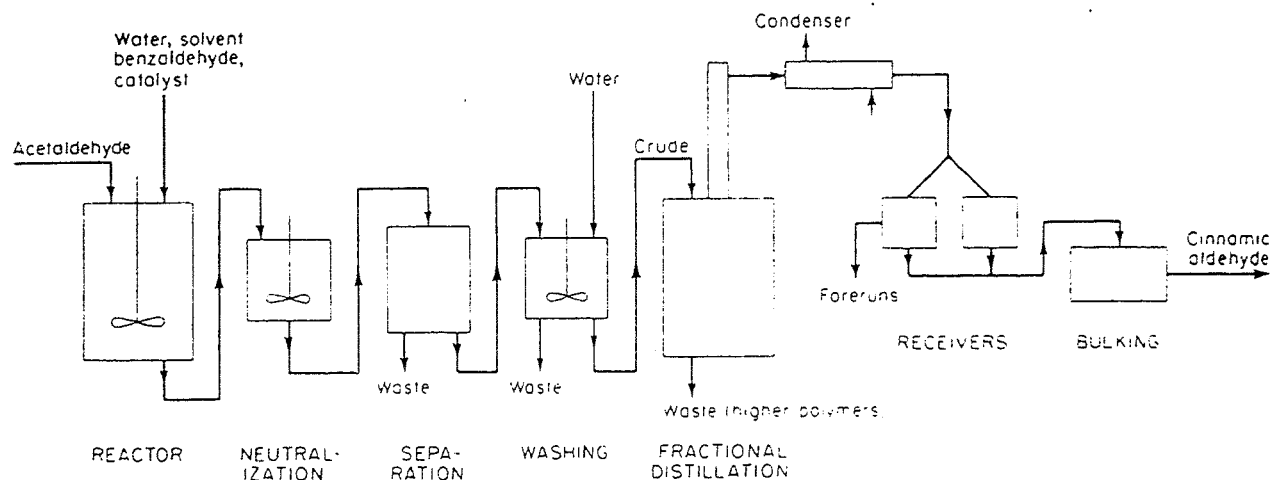 Condenser
Water, solvent
benzaldehyde,
catalyst
Water
Acetaldehyde
Crude
Cinnamic
aldehyde
Foreruns
RECEIVERS
BULKING
Waste
Waste
Waste (higher polymers,
REACTOR
NEUTRAL-
IZATION
SEPA-
RATION
WASHING
FRACTIONAL
DISTILLATION